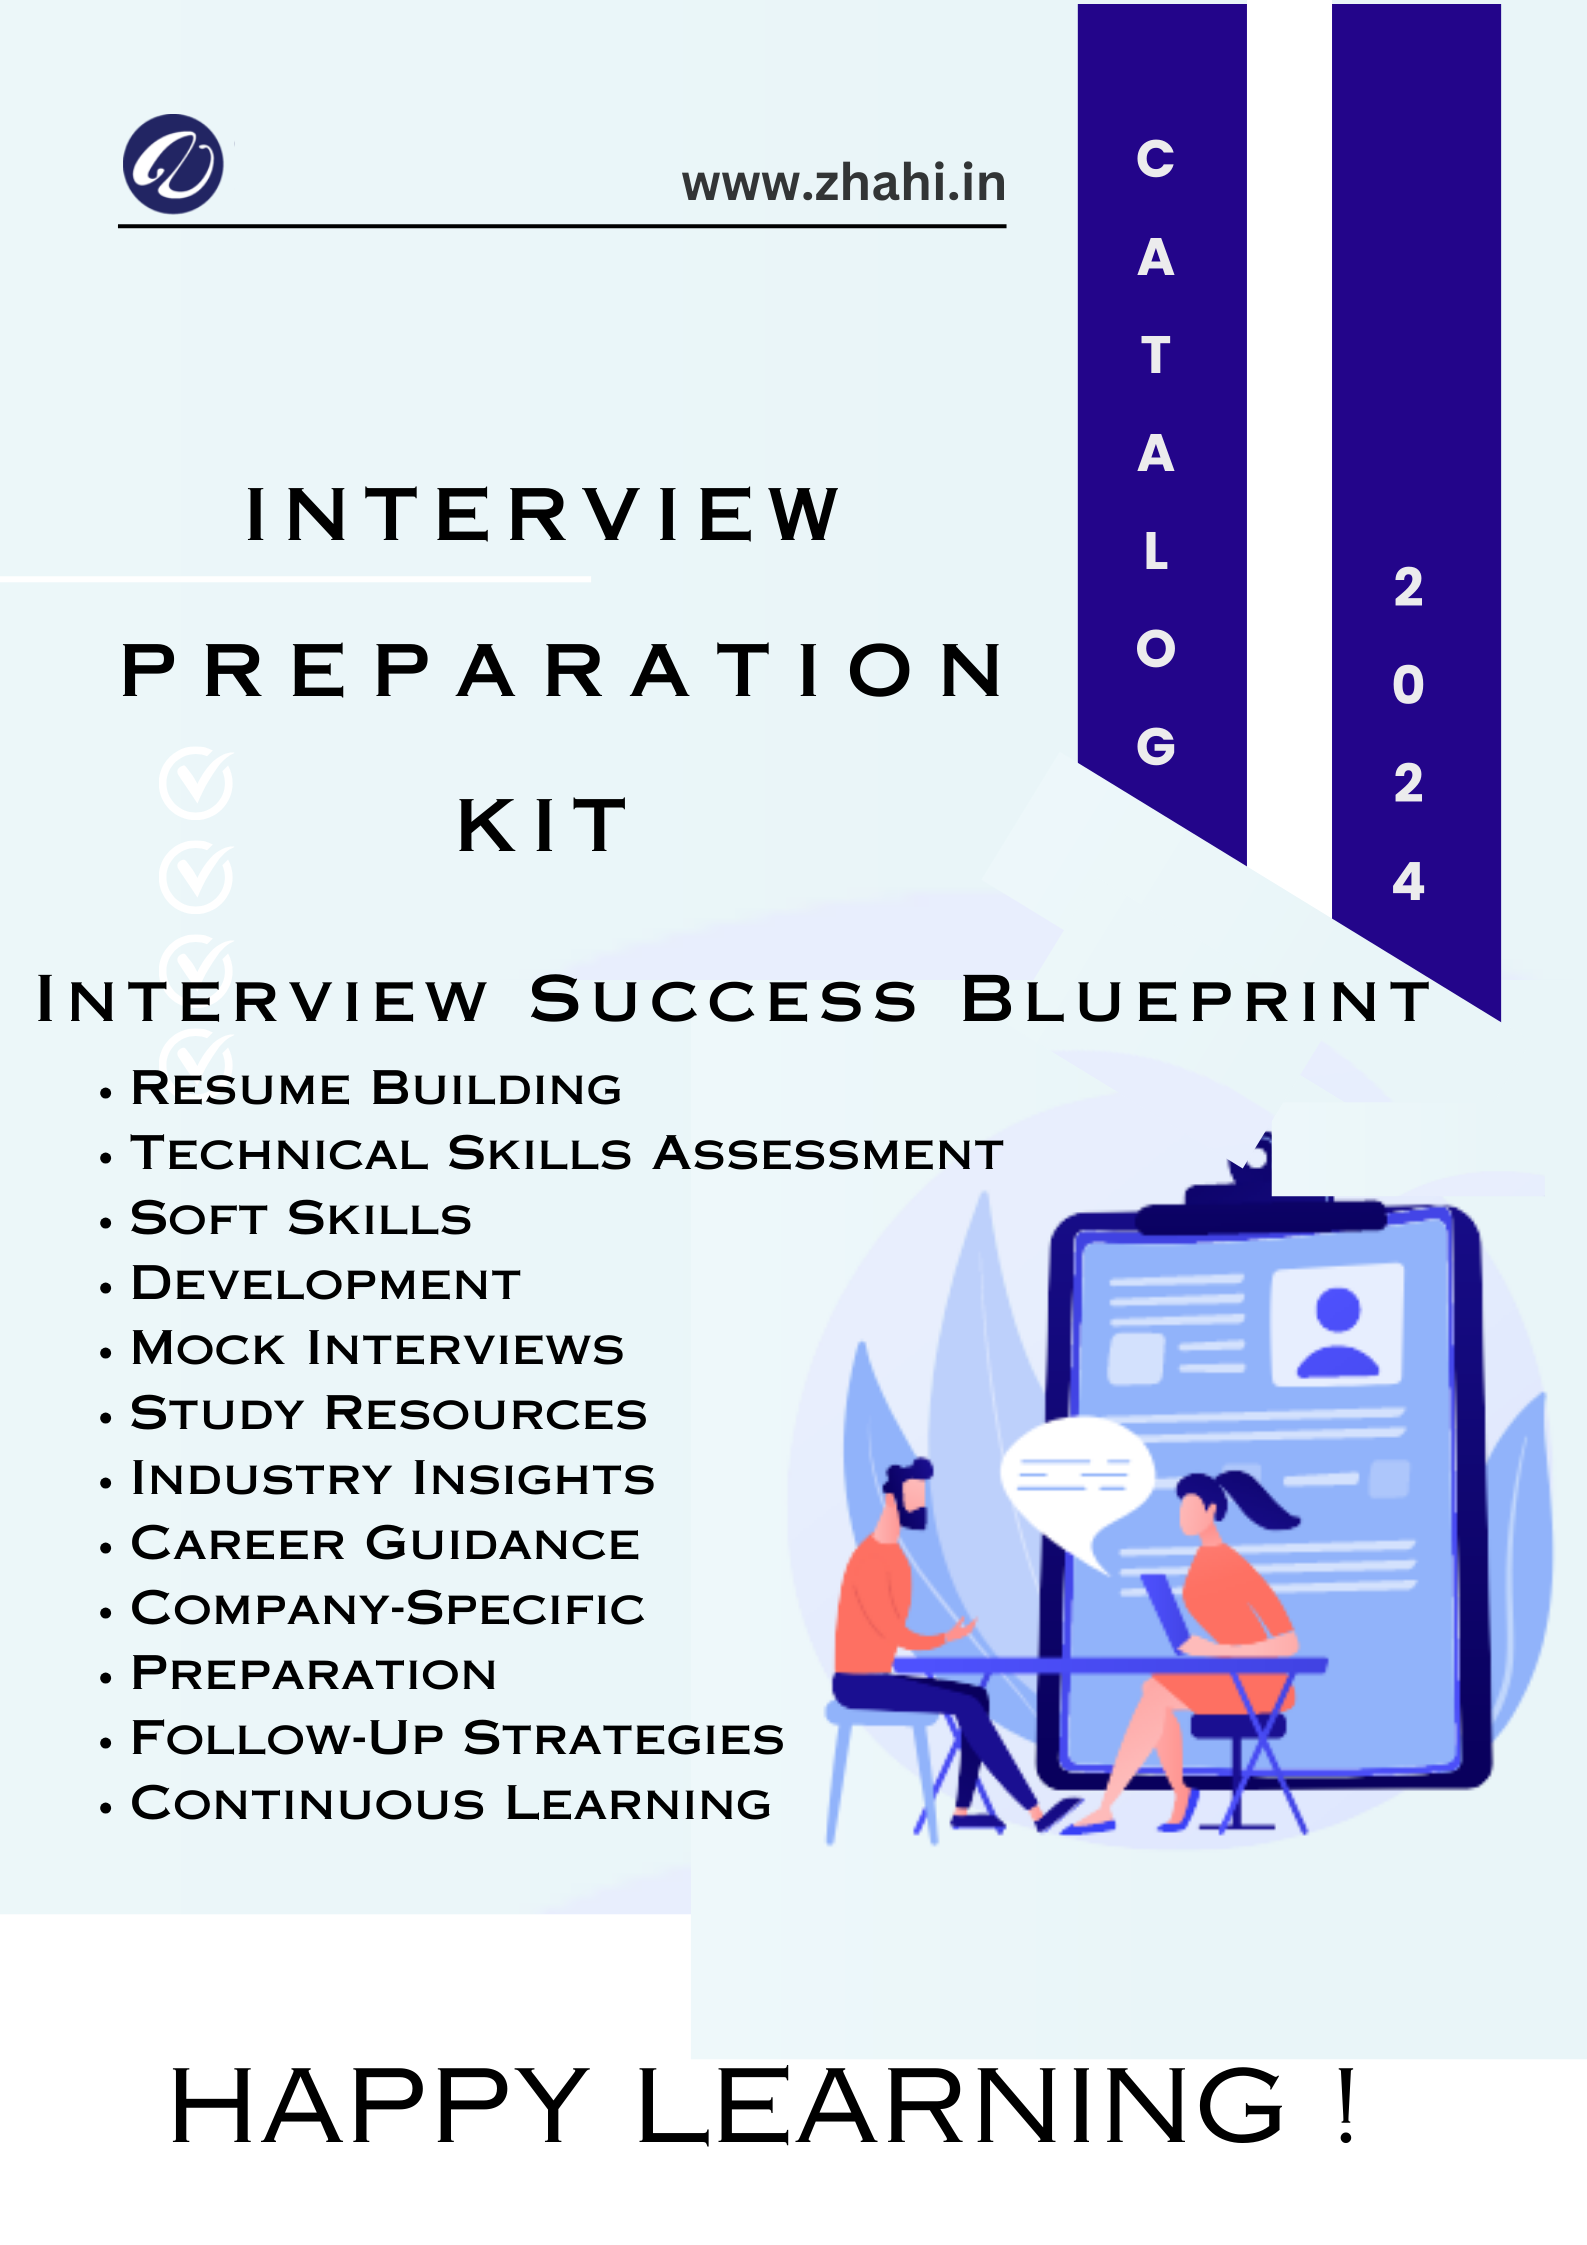 www.zhahi.in
CATALOG
2024
INTERVIEW
PREPARATION
KIT
Interview Success Blueprint
• Resume Building
• Technical Skills Assessment
• Soft Skills
• Development
• Mock Interviews
• Study Resources
• Industry Insights
• Career Guidance
• Company-Specific
• Preparation
• Follow-Up Strategies
• Continuous Learning
HAPPY LEARNING !